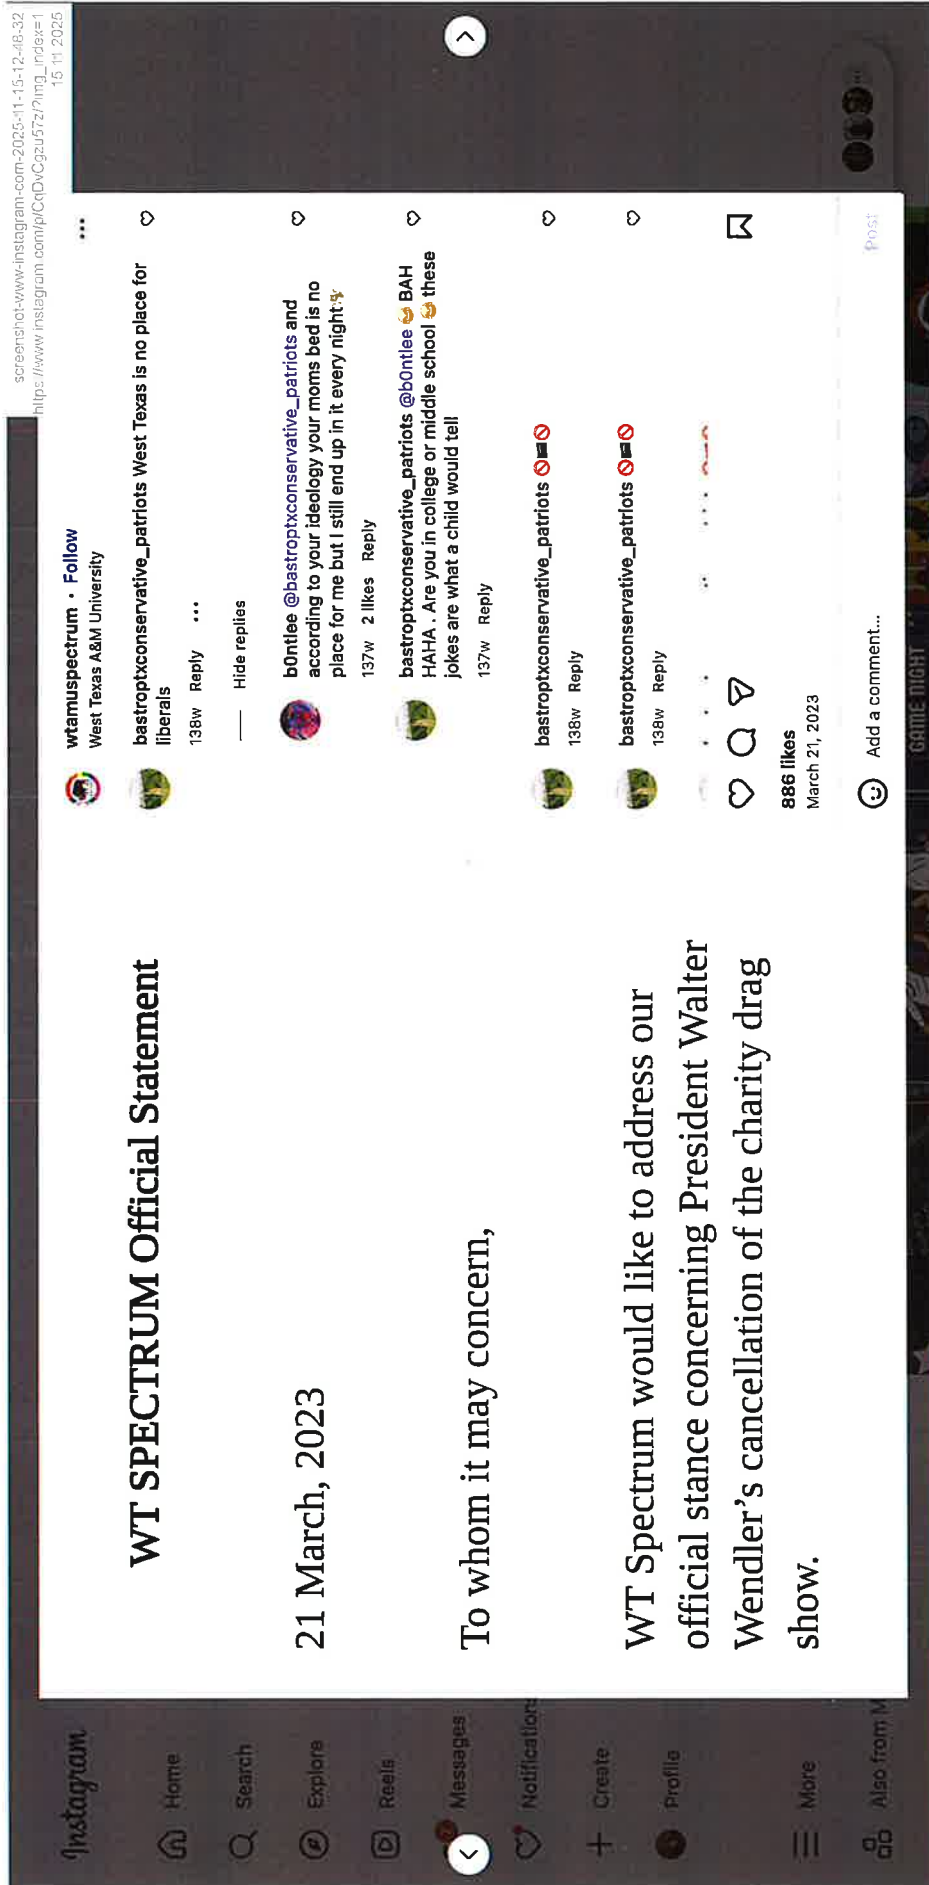 screenshot-www-instagram-com-2025-11-15-12-48-32
https://www.instagram.com/p/CqDvCgzu57z/?img_index=1
15 11 2025
Instagram
Home
Search
Explore
Reels
Messages
Notification
Create
Profile
More
Also from M
WT SPECTRUM Official Statement
21 March, 2023
To whom it may concern,
WT Spectrum would like to address our
official stance concerning President Walter
Wendler’s cancellation of the charity drag
show.
wtamuspectrum • Follow
West Texas A&M University
bastroptxconservative_patriots West Texas is no place for
liberals
138w Reply •••
Hide replies
b0ntlee @bastroptxconservative_patriots and
according to your ideology your moms bed is no
place for me but I still end up in it every night
137w 2 likes Reply
bastroptxconservative_patriots @b0ntlee BAH
HAHA . Are you in college or middle school these
jokes are what a child would tell
137w Reply
bastroptxconservative_patriots
138w Reply
bastroptxconservative_patriots
138w Reply
886 likes
March 21, 2023
Add a comment...
Post
GAME NIGHT